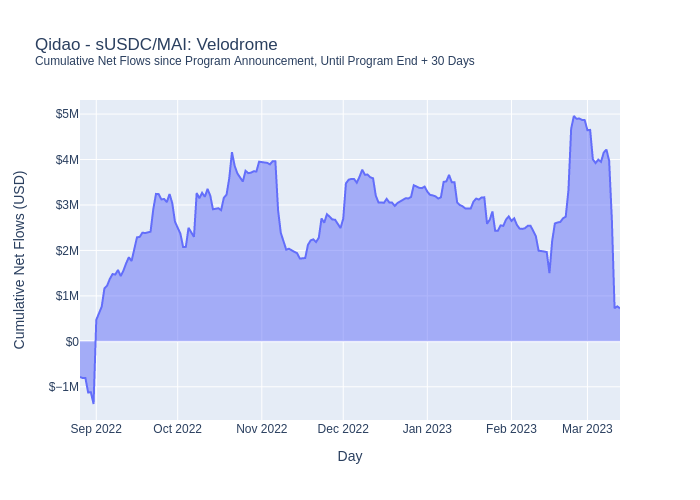 Qidao - sUSDC/MAI: Velodrome
Cumulative Net Flows since Program Announcement, Until Program End + 30 Days
Cumulative Net Flows (USD)
$5M
$4M
$3M
$2M
$1M
$0
$−1M
Sep 2022 Oct 2022 Nov 2022 Dec 2022 Jan 2023 Feb 2023 Mar 2023
Day